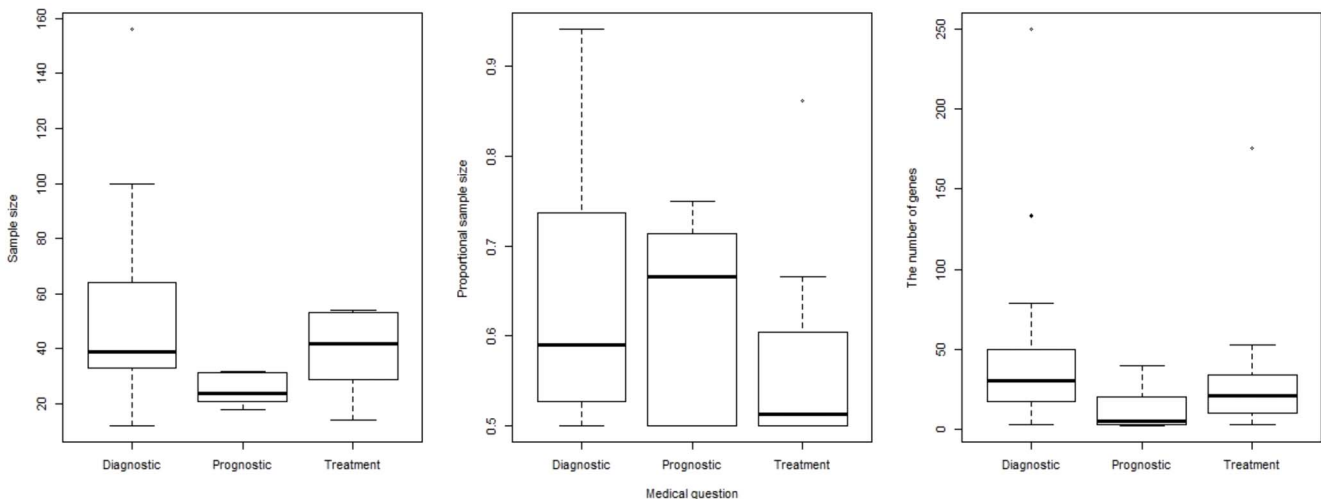 Sample size
160
140
120
100
80
60
40
20
Diagnostic
Prognostic
Treatment
Proportional sample size
0.9
0.8
0.7
0.6
0.5
Diagnostic
Prognostic
Treatment
Medical question
The number of genes
250
200
150
100
50
0
Diagnostic
Prognostic
Treatment